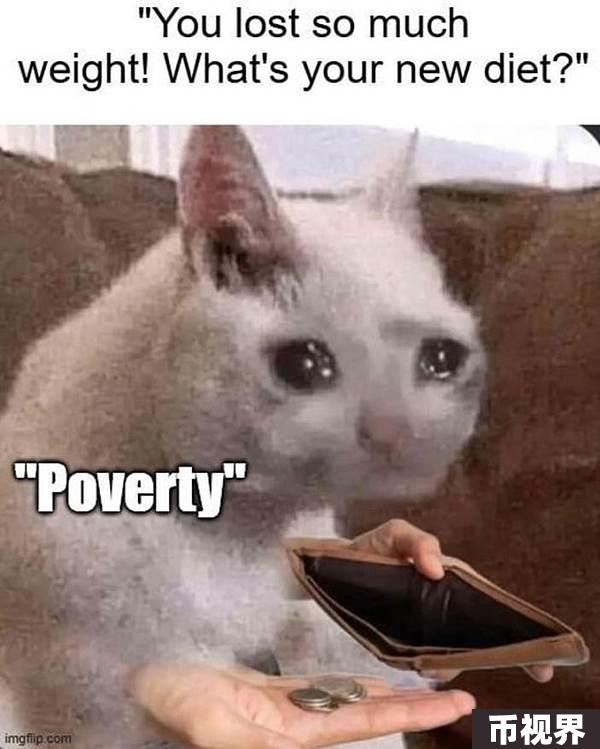 "You lost so much
weight! What's your new diet?"
"Poverty"
imgflip.com
币视界